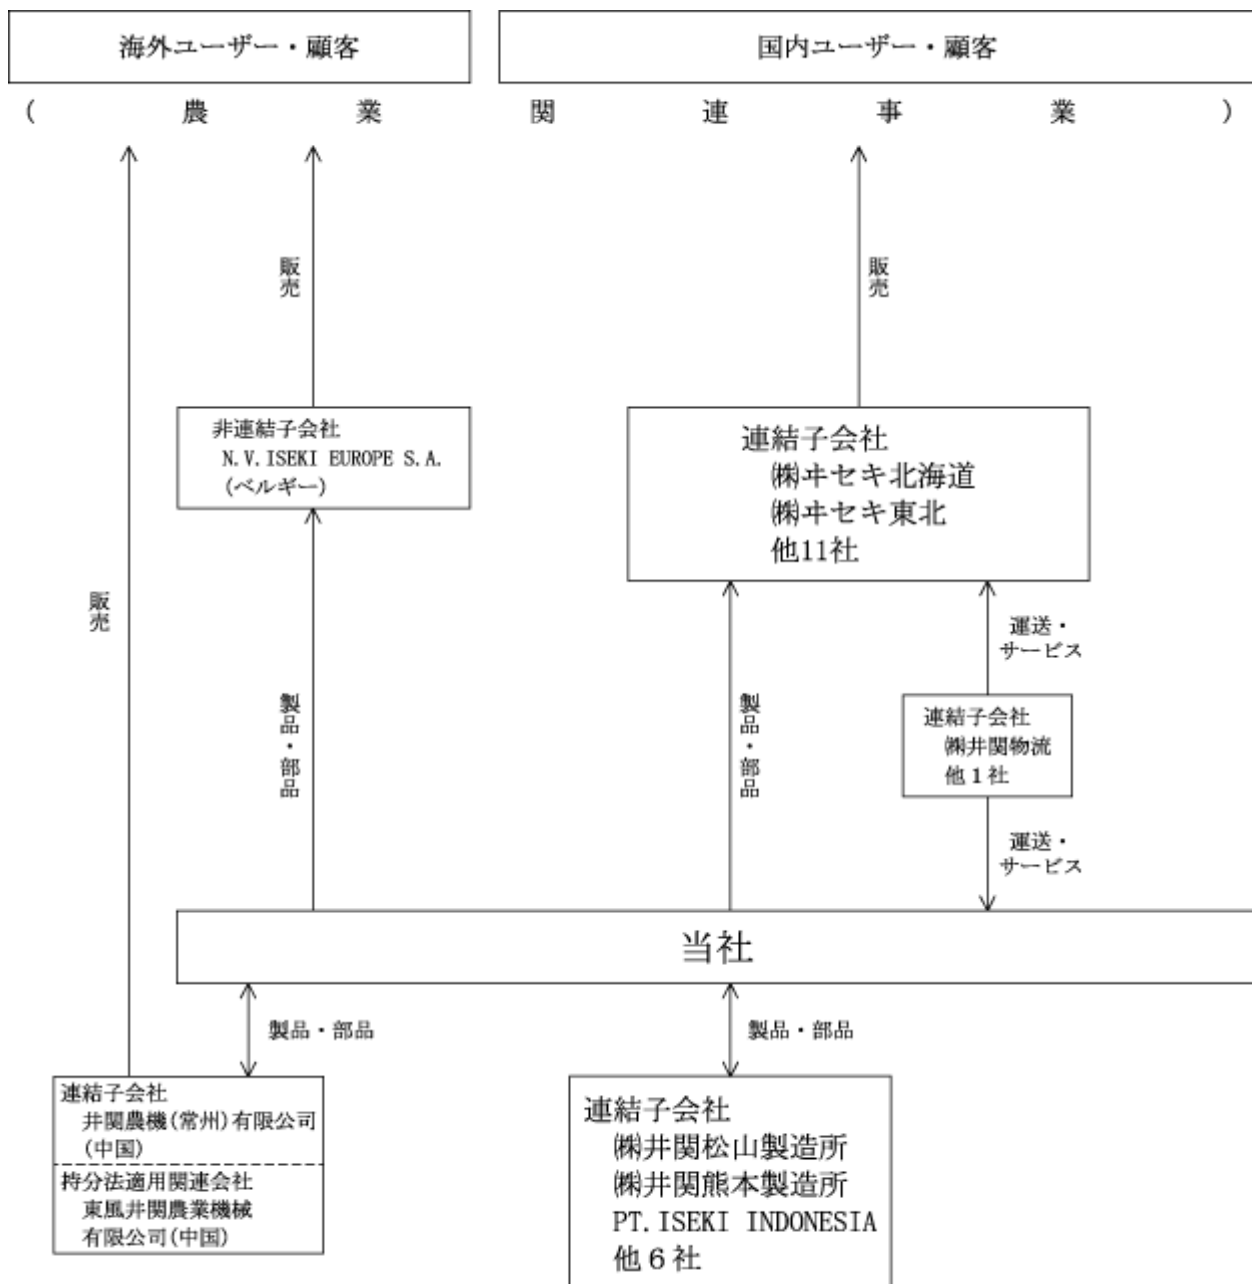 海外ユーザー・顧客
国内ユーザー・顧客
(農業関連事業)
販売
販売
非連結子会社
N.V.ISEKI EUROPE S.A.
(ベルギー)
連結子会社
㈱ヰセキ北海道
㈱ヰセキ東北
他11社
販売
製品・部品
製品・部品
運送・
サービス
連結子会社
㈱井関物流
他1社
運送・
サービス
当社
製品・部品
製品・部品
連結子会社
井関農機(常州)有限公司
(中国)
持分法適用関連会社
東風井関農業機械
有限公司(中国)
連結子会社
㈱井関松山製造所
㈱井関熊本製造所
PT.ISEKI INDONESIA
他6社